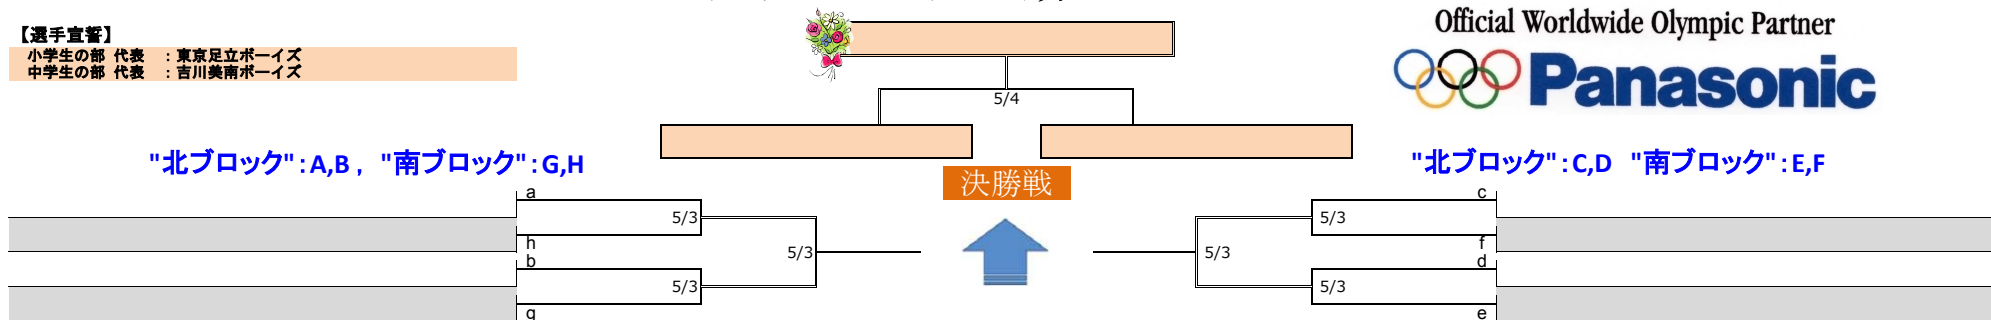 Official Worldwide Olympic Partner
Panasonic
【選手宣誓】
小学生の部 代表 ：東京足立ボーイズ
中学生の部 代表 ：吉川美南ボーイズ
5/4
"北ブロック"：A,B , "南ブロック"：G,H
"北ブロック"：C,D "南ブロック"：E,F
決勝戦
a
c
5/3
5/3
h
f
5/3
5/3
b
d
5/3
5/3
g
e